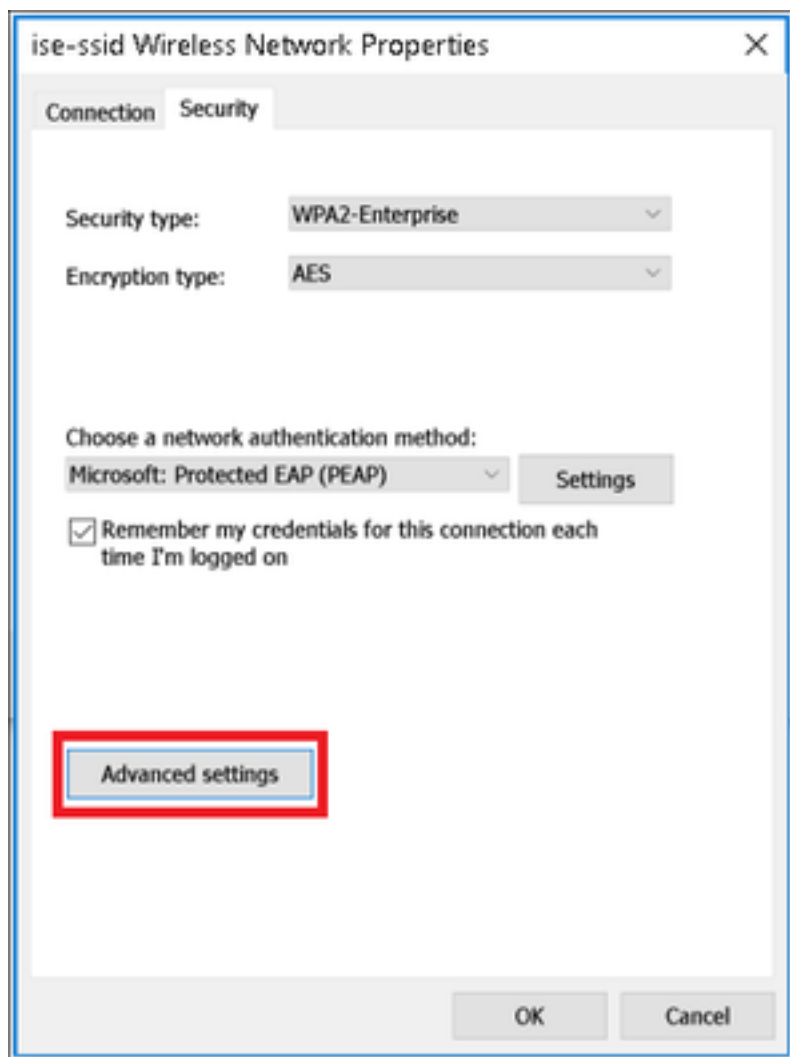 ise-ssid Wireless Network Properties
Connection Security
Security type: WPA2-Enterprise
Encryption type: AES
Choose a network authentication method:
Microsoft: Protected EAP (PEAP) Settings
Remember my credentials for this connection each
time I'm logged on
Advanced settings
OK Cancel